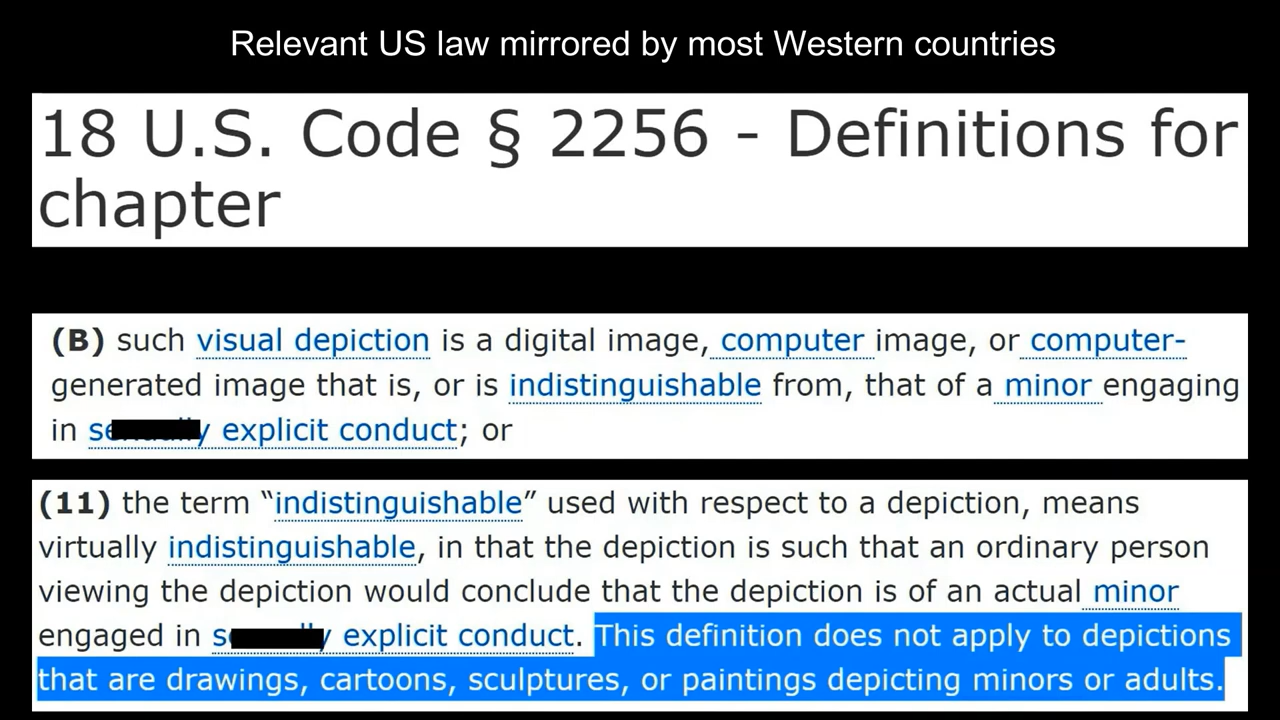 Relevant US law mirrored by most Western countries
18 U.S. Code § 2256 - Definitions for
chapter
(B) such visual depiction is a digital image, computer image, or computer-
generated image that is, or is indistinguishable from, that of a minor engaging
in explicit conduct; or
(11) the term “indistinguishable” used with respect to a depiction, means
virtually indistinguishable, in that the depiction is such that an ordinary person
viewing the depiction would conclude that the depiction is of an actual minor
engaged in explicit conduct. This definition does not apply to depictions
that are drawings, cartoons, sculptures, or paintings depicting minors or adults.